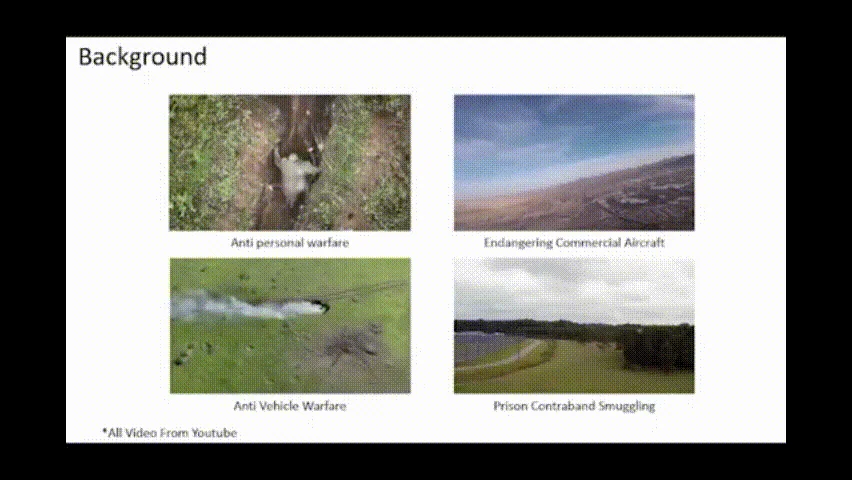 Background
Anti personal warfare
Endangering Commercial Aircraft
Anti Vehicle Warfare
Prison Contraband Smuggling
*All Video From Youtube